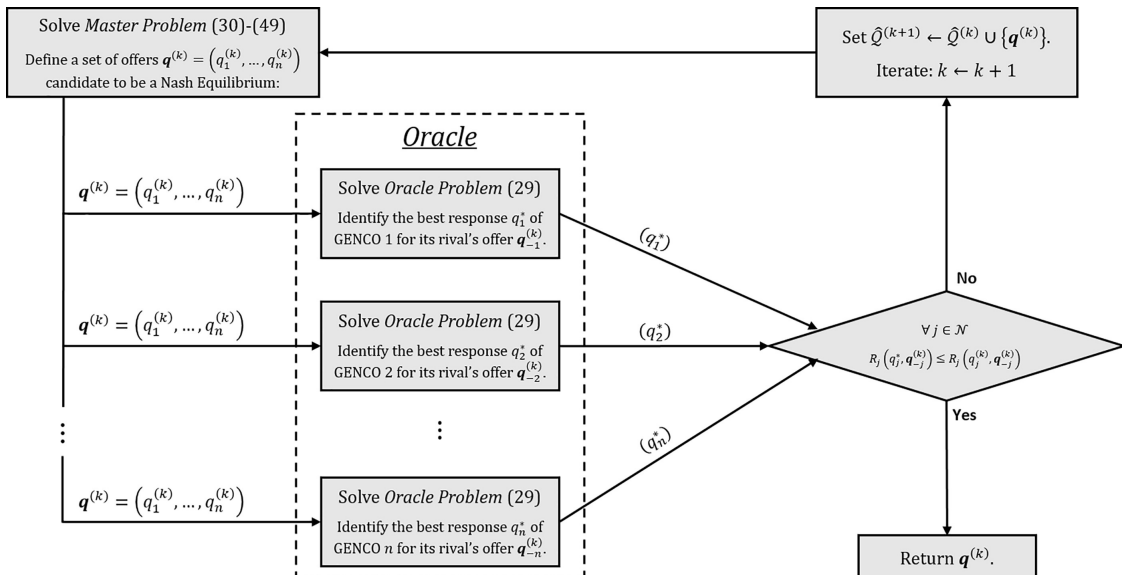 Solve Master Problem (30)-(49)
Define a set of offers 𝒒^(k) = (q_1^(k), …, q_n^(k))
candidate to be a Nash Equilibrium:
Set 𝒬̂^(k+1) ← 𝒬̂^(k) ∪ {𝒒^(k)}.
Iterate: k ← k + 1
Oracle
𝒒^(k) = (q_1^(k), …, q_n^(k))
Solve Oracle Problem (29)
Identify the best response q_1^* of
GENCO 1 for its rival's offer 𝒒_−1^(k).
(q_1^*)
No
𝒒^(k) = (q_1^(k), …, q_n^(k))
Solve Oracle Problem (29)
Identify the best response q_2^* of
GENCO 2 for its rival's offer 𝒒_−2^(k).
(q_2^*)
∀ j ∈ 𝒩
R_j (q_j^*, 𝒒_−j^(k)) ≤ R_j (q_j^(k), 𝒒_−j^(k))
Yes
⋮
⋮
(q_n^*)
𝒒^(k) = (q_1^(k), …, q_n^(k))
Solve Oracle Problem (29)
Identify the best response q_n^* of
GENCO n for its rival's offer 𝒒_−n^(k).
Return 𝒒^(k).